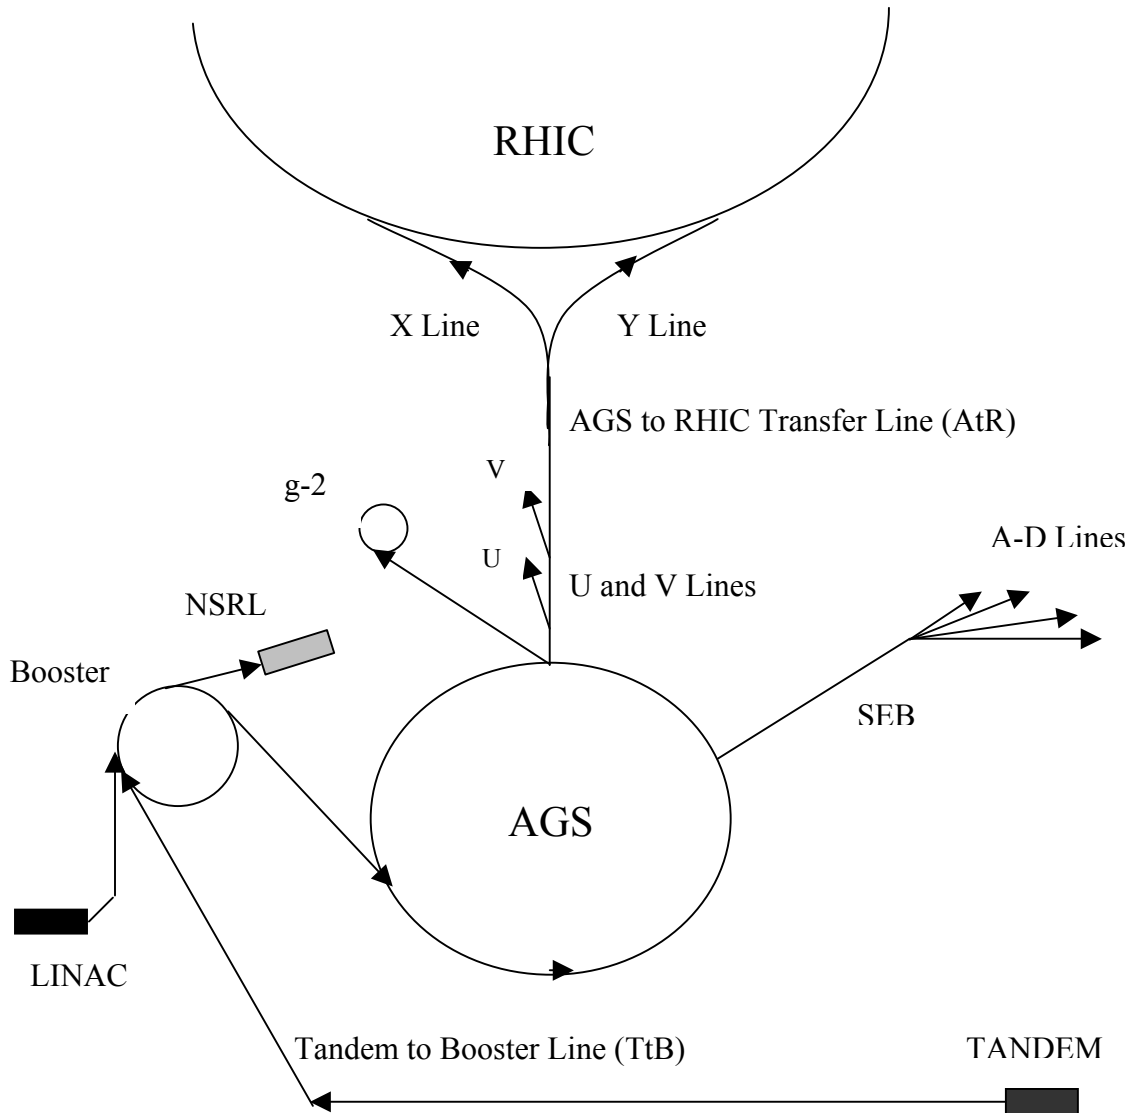 RHIC
X Line
Y Line
AGS to RHIC Transfer Line (AtR)
V
g-2
A-D Lines
U
U and V Lines
NSRL
Booster
SEB
AGS
LINAC
Tandem to Booster Line (TtB)
TANDEM